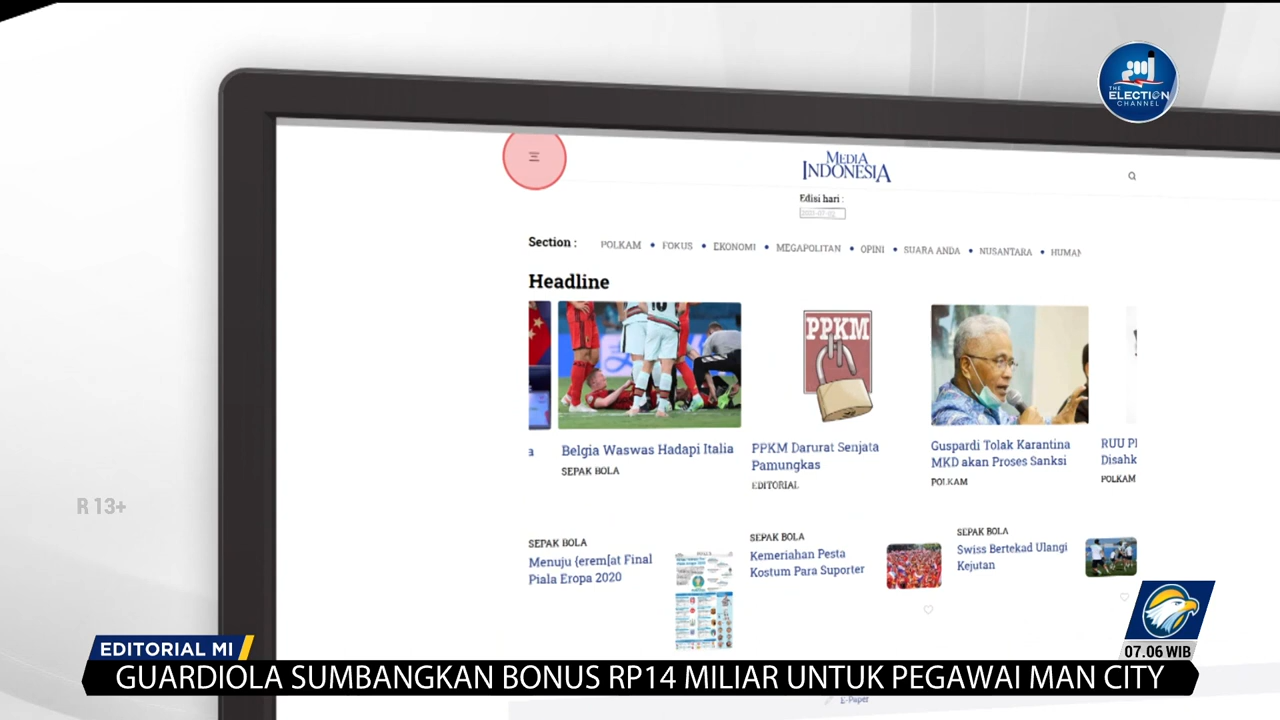 THE
ELECTION
CHANNEL
MEDIA
INDONESIA
Edisi hari :
Section :
POLKAM • FOKUS • EKONOMI • MEGAPOLITAN • OPINI • SUARA ANDA • NUSANTARA • HUMAN
Headline
PPKM
a
Belgia Waswas Hadapi Italia
SEPAK BOLA
PPKM Darurat Senjata
Pamungkas
EDITORIAL
Guspardi Tolak Karantina
MKD akan Proses Sanksi
POLKAM
RUU P
Disahk
POLKAM
R 13+
SEPAK BOLA
Menuju {erem[at Final
Piala Eropa 2020
SEPAK BOLA
Kemeriahan Pesta
Kostum Para Suporter
SEPAK BOLA
Swiss Bertekad Ulangi
Kejutan
EDITORIAL MI
07.06 WIB
GUARDIOLA SUMBANGKAN BONUS RP14 MILIAR UNTUK PEGAWAI MAN CITY
E-Paper